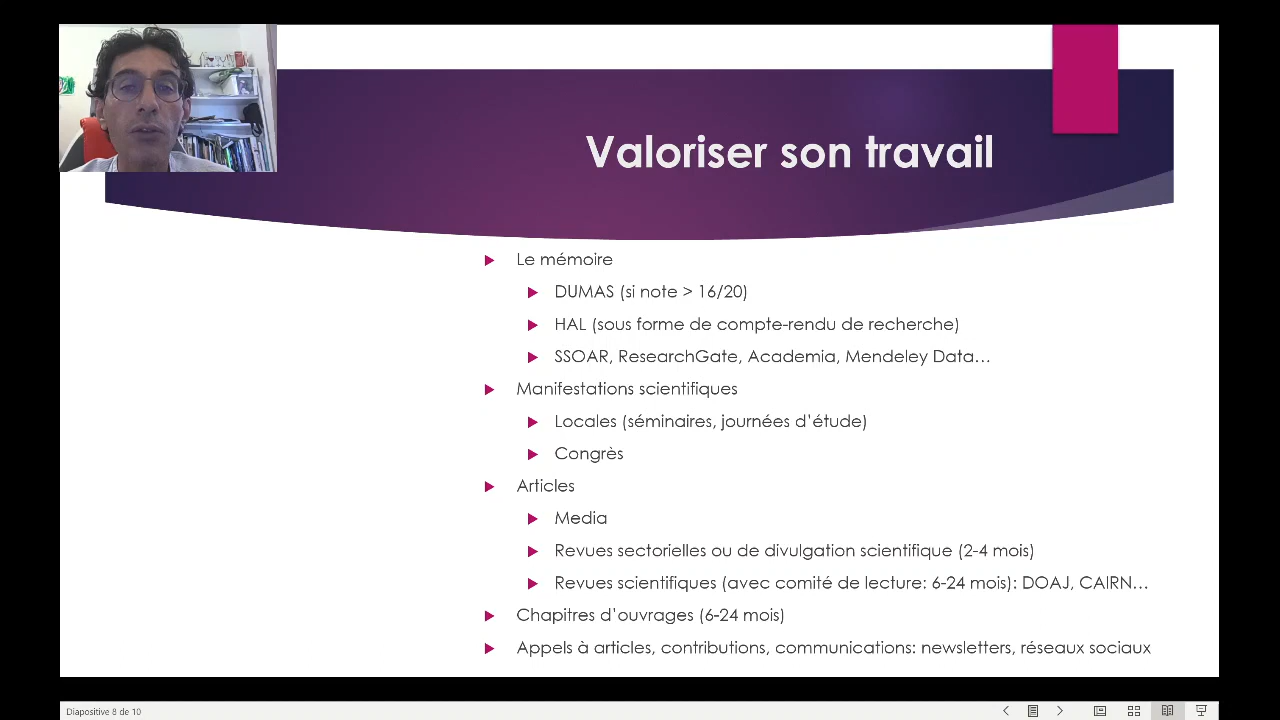 Valoriser son travail
Le mémoire
DUMAS (si note > 16/20)
HAL (sous forme de compte-rendu de recherche)
SSOAR, ResearchGate, Academia, Mendeley Data…
Manifestations scientifiques
Locales (séminaires, journées d’étude)
Congrès
Articles
Media
Revues sectorielles ou de divulgation scientifique (2-4 mois)
Revues scientifiques (avec comité de lecture: 6-24 mois): DOAJ, CAIRN…
Chapitres d’ouvrages (6-24 mois)
Appels à articles, contributions, communications: newsletters, réseaux sociaux
Diapositive 8 de 10